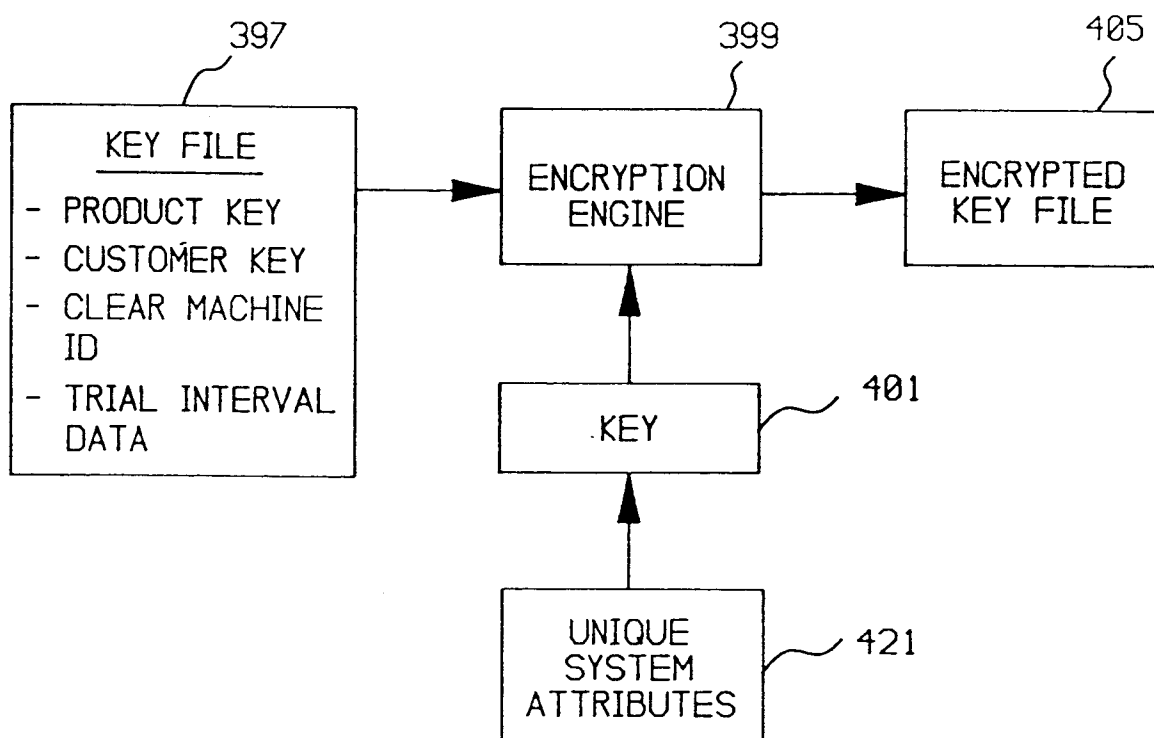 397
399
405
KEY FILE
- PRODUCT KEY
- CUSTOMER KEY
- CLEAR MACHINE
ID
- TRIAL INTERVAL
DATA
ENCRYPTION
ENGINE
ENCRYPTED
KEY FILE
KEY
401
UNIQUE
SYSTEM
ATTRIBUTES
421